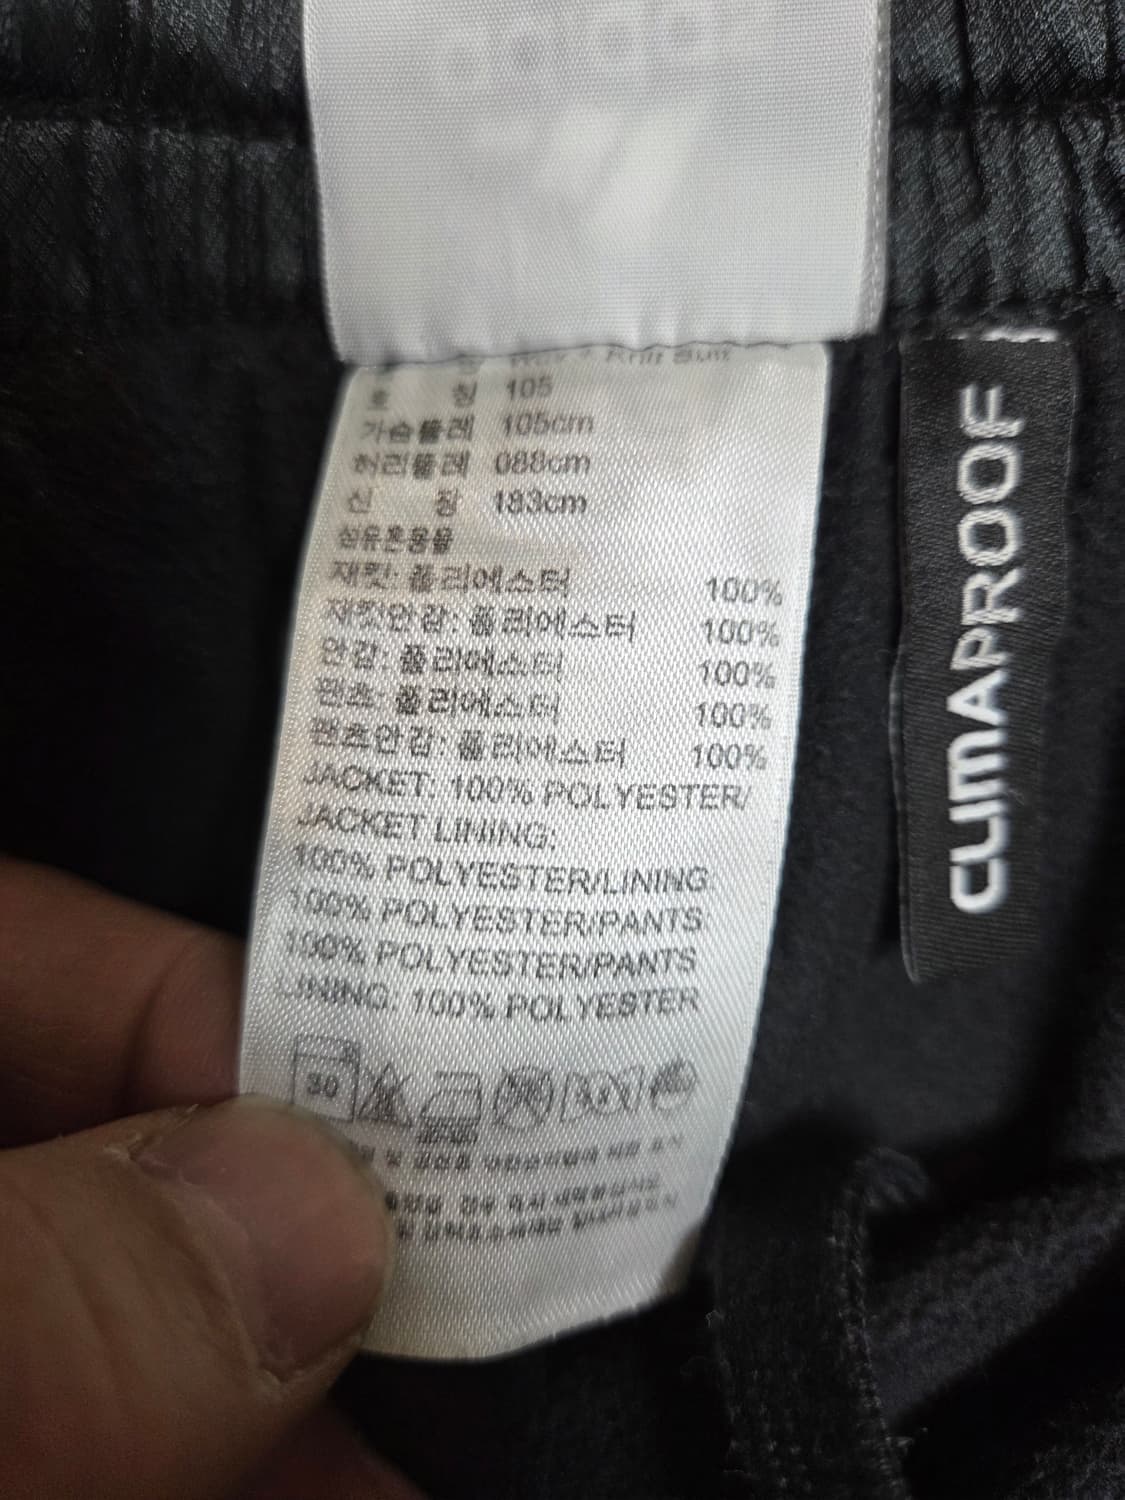 Knit Suit
호 칭 105
가슴둘레 105cm
허리둘레 088cm
신 장 183cm
섬유혼용율
재킷: 폴리에스터 100%
재킷안감: 폴리에스터 100%
안감: 폴리에스터 100%
팬츠: 폴리에스터 100%
팬츠안감: 폴리에스터 100%
JACKET: 100% POLYESTER/
JACKET LINING:
100% POLYESTER/LINING
100% POLYESTER/PANTS
100% POLYESTER/PANTS
LINING: 100% POLYESTER
30
CLIMAPROOF